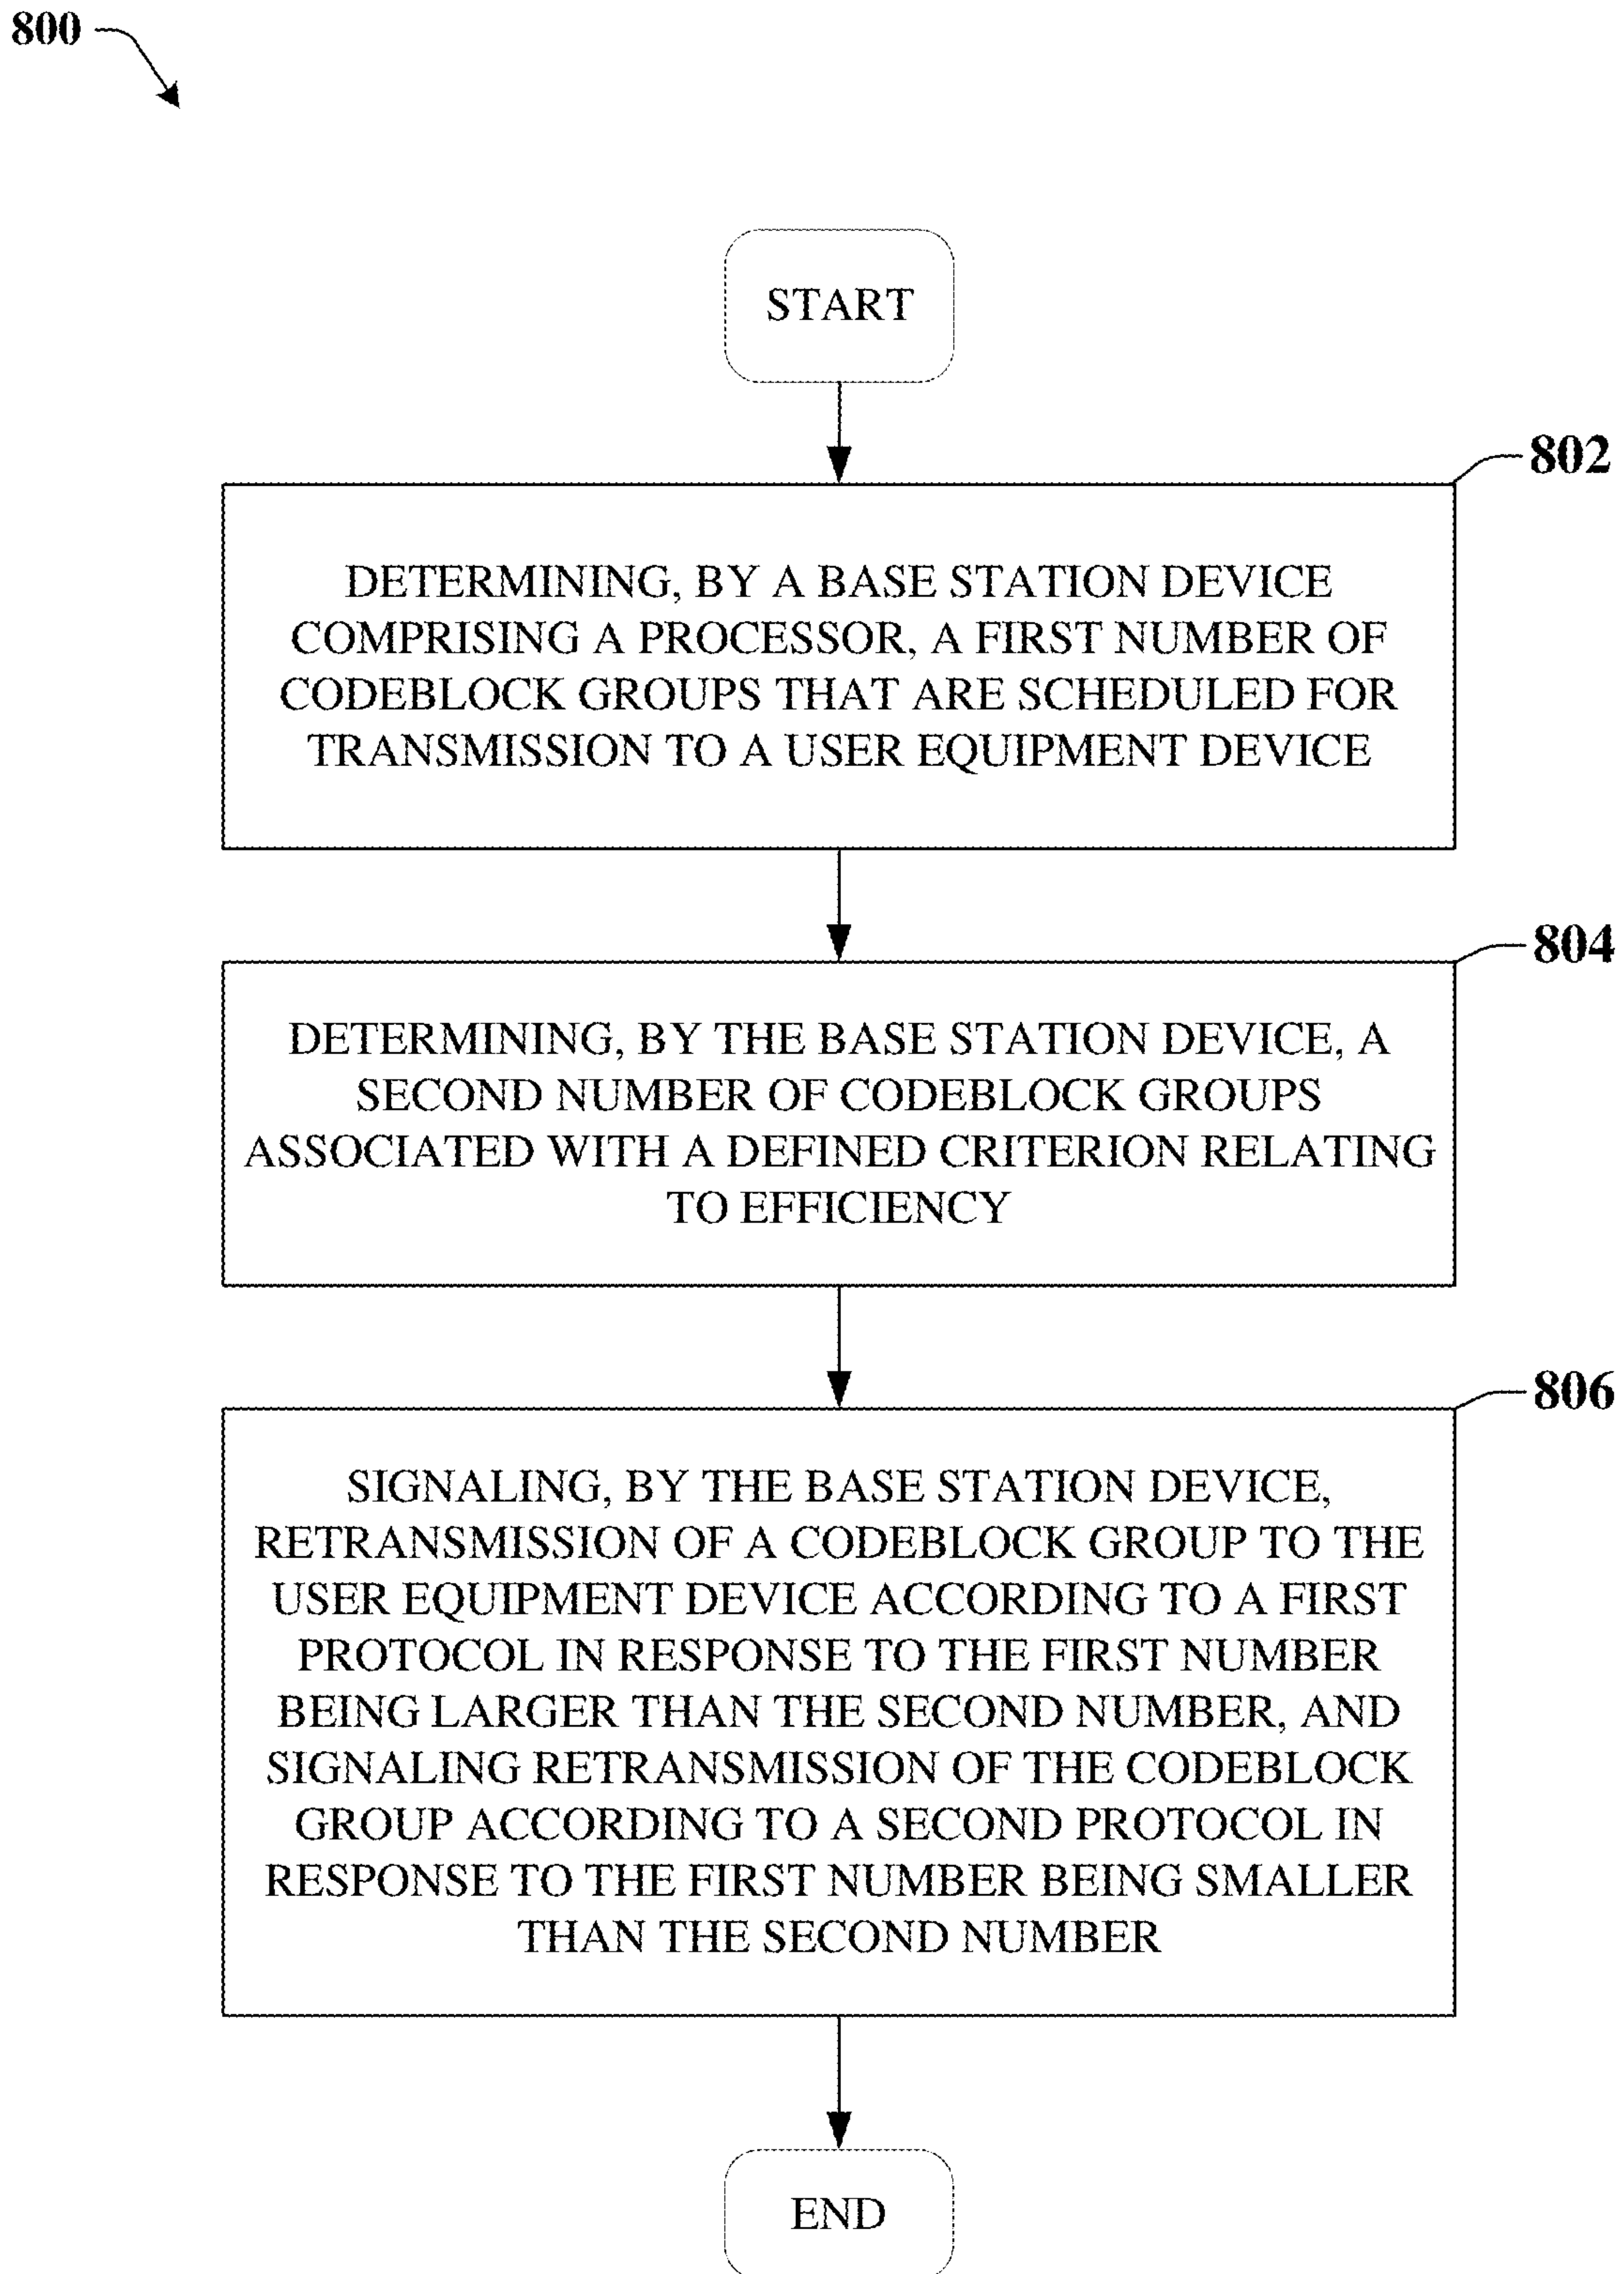 800
START
802
DETERMINING, BY A BASE STATION DEVICE
COMPRISING A PROCESSOR, A FIRST NUMBER OF
CODEBLOCK GROUPS THAT ARE SCHEDULED FOR
TRANSMISSION TO A USER EQUIPMENT DEVICE
804
DETERMINING, BY THE BASE STATION DEVICE, A
SECOND NUMBER OF CODEBLOCK GROUPS
ASSOCIATED WITH A DEFINED CRITERION RELATING
TO EFFICIENCY
806
SIGNALING, BY THE BASE STATION DEVICE,
RETRANSMISSION OF A CODEBLOCK GROUP TO THE
USER EQUIPMENT DEVICE ACCORDING TO A FIRST
PROTOCOL IN RESPONSE TO THE FIRST NUMBER
BEING LARGER THAN THE SECOND NUMBER, AND
SIGNALING RETRANSMISSION OF THE CODEBLOCK
GROUP ACCORDING TO A SECOND PROTOCOL IN
RESPONSE TO THE FIRST NUMBER BEING SMALLER
THAN THE SECOND NUMBER
END